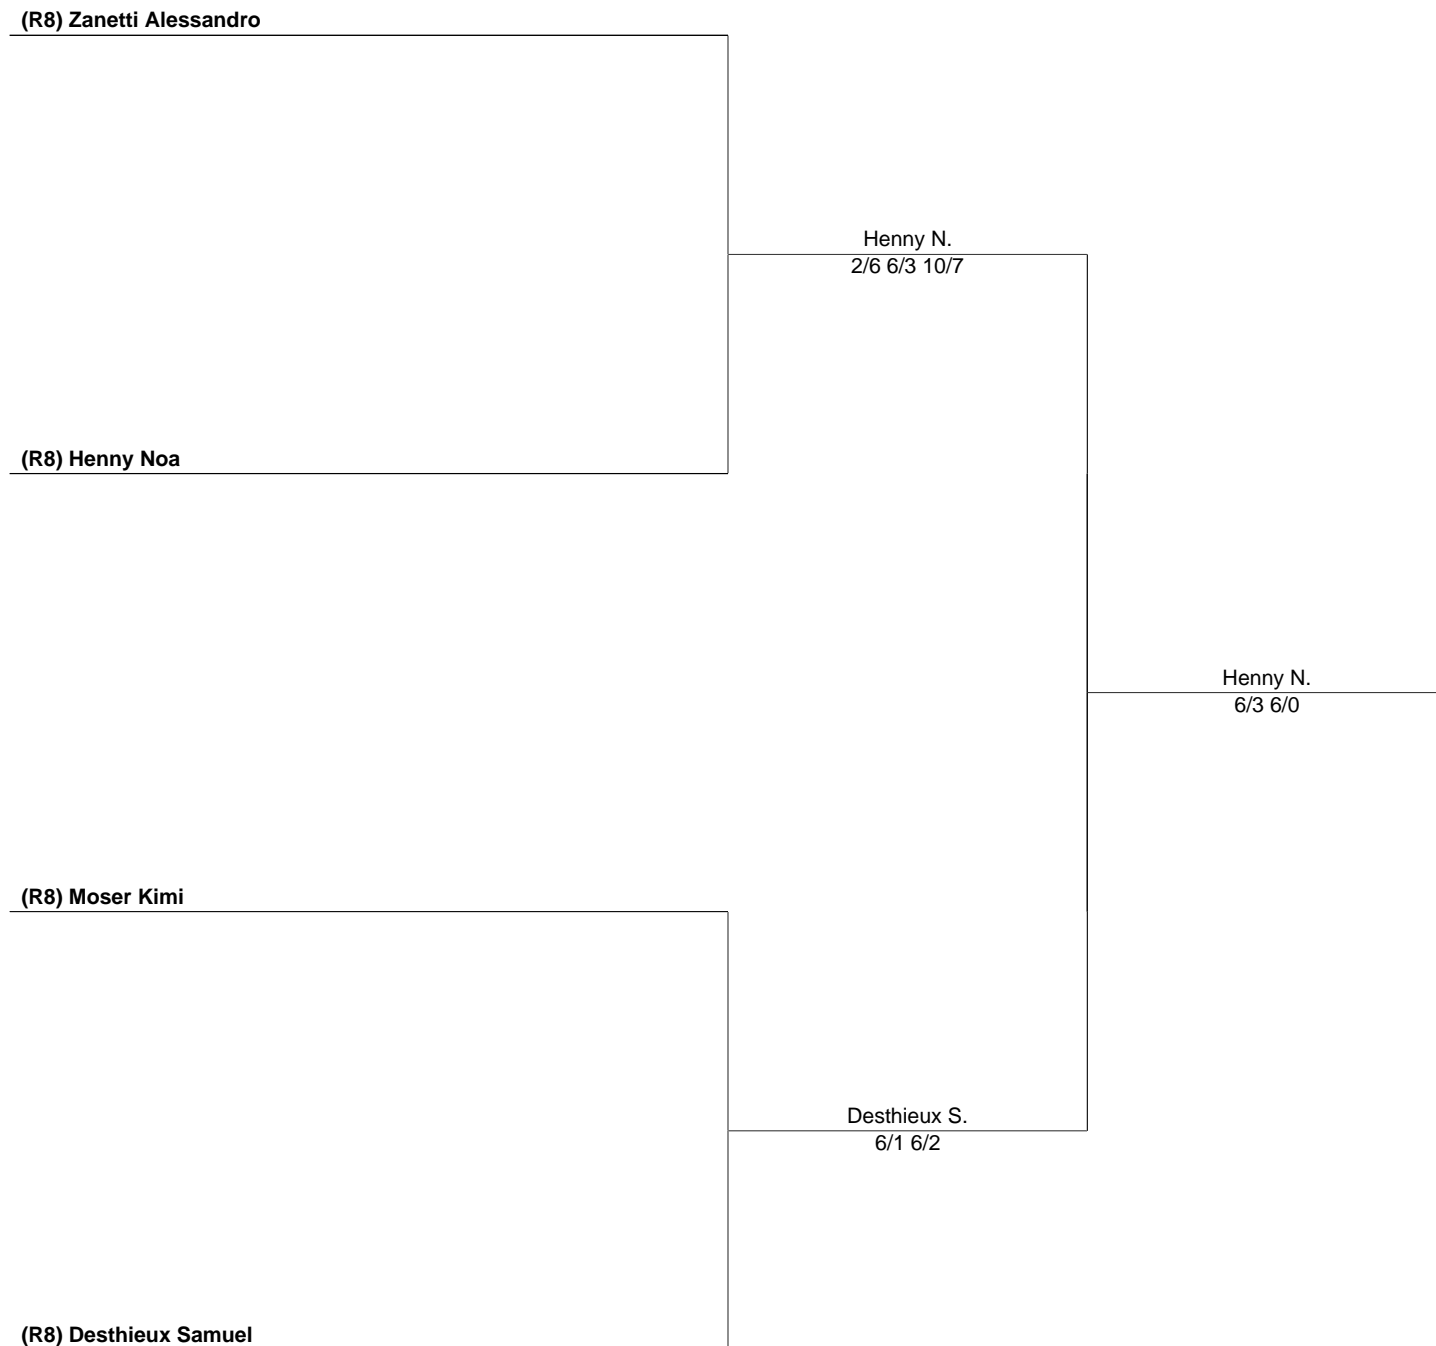 (R8) Zanetti Alessandro
Henny N.
2/6 6/3 10/7
(R8) Henny Noa
Henny N.
6/3 6/0
(R8) Moser Kimi
Desthieux S.
6/1 6/2
(R8) Desthieux Samuel